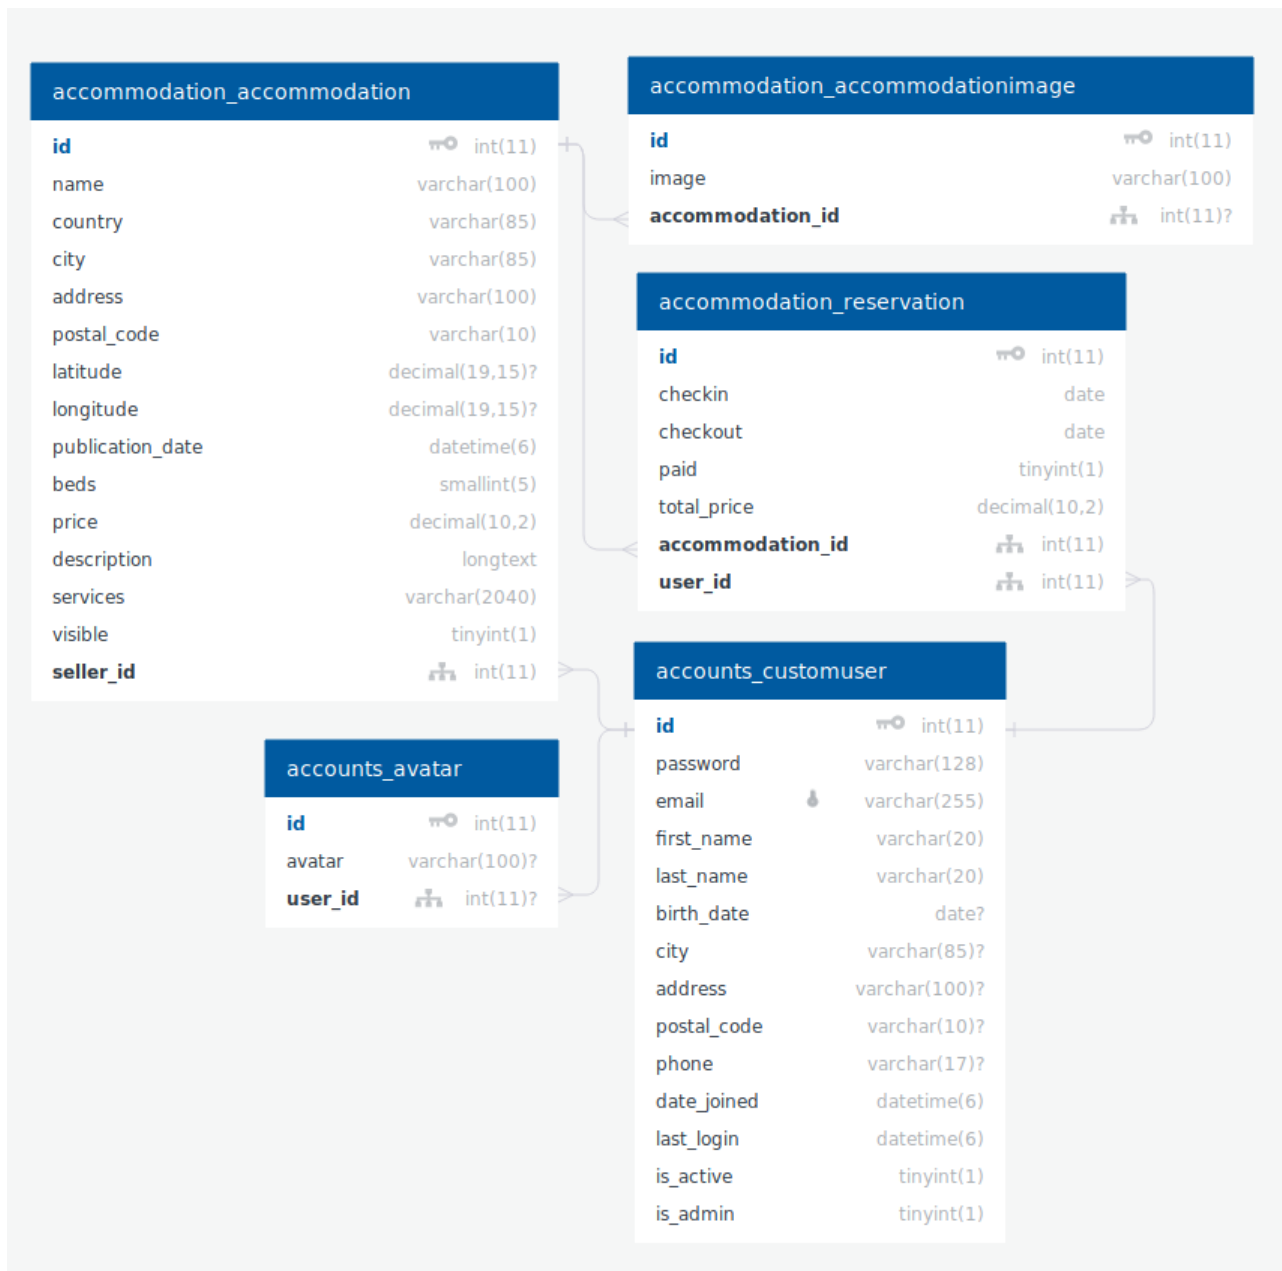 accommodation_accommodation
id int(11)
name varchar(100)
country varchar(85)
city varchar(85)
address varchar(100)
postal_code varchar(10)
latitude decimal(19,15)?
longitude decimal(19,15)?
publication_date datetime(6)
beds smallint(5)
price decimal(10,2)
description longtext
services varchar(2040)
visible tinyint(1)
seller_id int(11)
accommodation_accommodationimage
id int(11)
image varchar(100)
accommodation_id int(11)?
accommodation_reservation
id int(11)
checkin date
checkout date
paid tinyint(1)
total_price decimal(10,2)
accommodation_id int(11)
user_id int(11)
accounts_avatar
id int(11)
avatar varchar(100)?
user_id int(11)?
accounts_customuser
id int(11)
password varchar(128)
email varchar(255)
first_name varchar(20)
last_name varchar(20)
birth_date date?
city varchar(85)?
address varchar(100)?
postal_code varchar(10)?
phone varchar(17)?
date_joined datetime(6)
last_login datetime(6)
is_active tinyint(1)
is_admin tinyint(1)